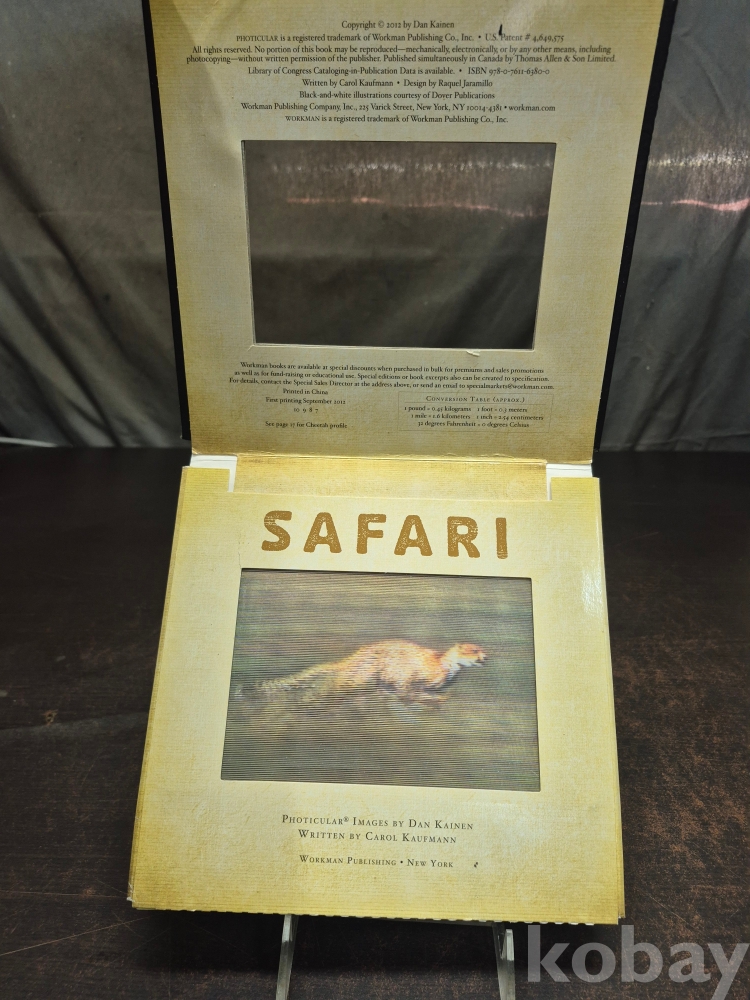 Copyright © 2012 by Dan Kainen
PHOTICULAR is a registered trademark of Workman Publishing Co., Inc. • U.S. Patent # 4,649,575
All rights reserved. No portion of this book may be reproduced—mechanically, electronically, or by any other means, including
photocopying—without written permission of the publisher. Published simultaneously in Canada by Thomas Allen & Son Limited.
Library of Congress Cataloging-in-Publication Data is available. • ISBN 978-0-7611-6380-0
Written by Carol Kaufmann • Design by Raquel Jaramillo
Black-and-white illustrations courtesy of Dover Publications
Workman Publishing Company, Inc., 225 Varick Street, New York, NY 10014-4381 • workman.com
WORKMAN is a registered trademark of Workman Publishing Co., Inc.
Workman books are available at special discounts when purchased in bulk for premiums and sales promotions
as well as for fund-raising or educational use. Special editions or book excerpts also can be created to specification.
For details, contact the Special Sales Director at the address above, or send an email to specialmarkets@workman.com.
Printed in China
First printing September 2012
10 9 8 7
See page 17 for Cheetah profile.
CONVERSION TABLE (APPROX.)
1 pound = 0.45 kilograms 1 foot = 0.3 meters
1 mile = 1.6 kilometers 1 inch = 2.54 centimeters
32 degrees Fahrenheit = 0 degrees Celsius
SAFARI
PHOTICULAR® IMAGES BY DAN KAINEN
WRITTEN BY CAROL KAUFMANN
WORKMAN PUBLISHING • NEW YORK
kobay